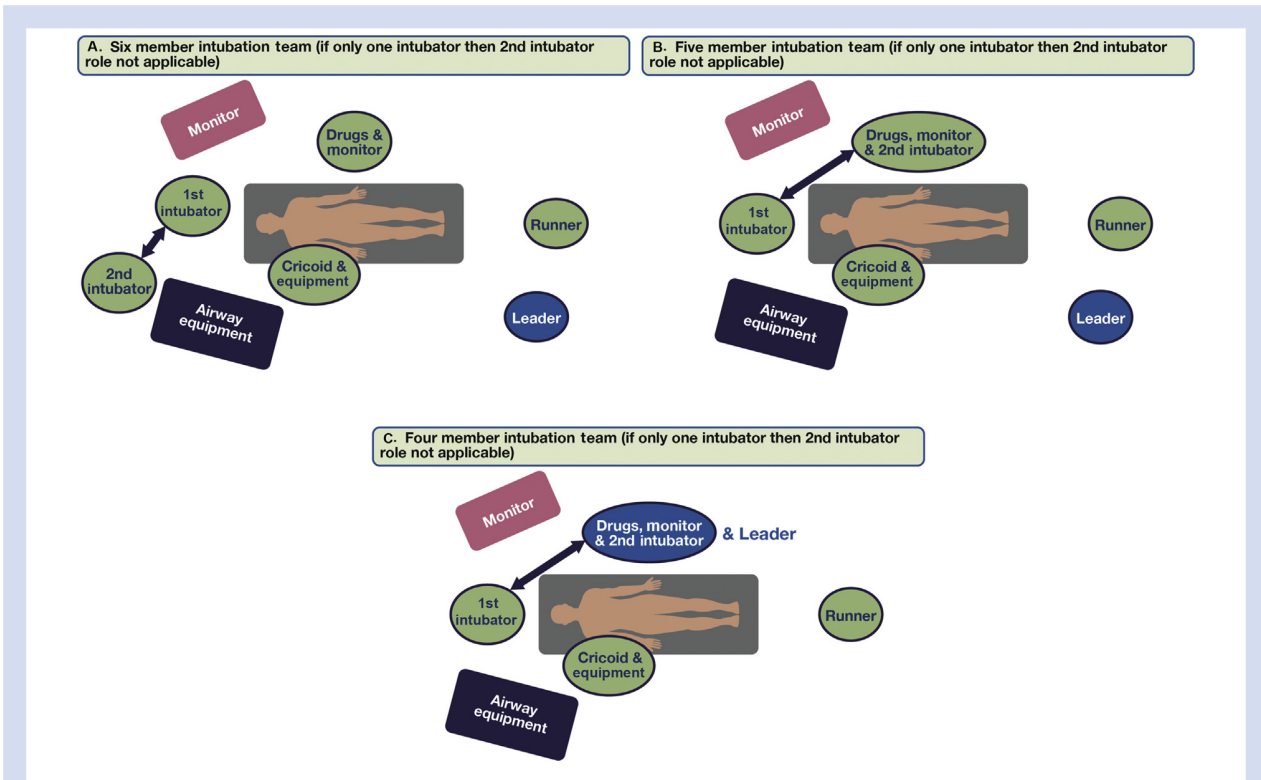 A. Six member intubation team (if only one intubator then 2nd intubator
role not applicable)
Monitor
Drugs &
monitor
1st
intubator
2nd
intubator
Cricoid &
equipment
Airway
equipment
Runner
Leader
B. Five member intubation team (if only one intubator then 2nd intubator
role not applicable)
Monitor
Drugs, monitor
& 2nd intubator
1st
intubator
Cricoid &
equipment
Airway
equipment
Runner
Leader
C. Four member intubation team (if only one intubator then 2nd intubator
role not applicable)
Monitor
Drugs, monitor
& 2nd intubator
& Leader
1st
intubator
Cricoid &
equipment
Airway
equipment
Runner